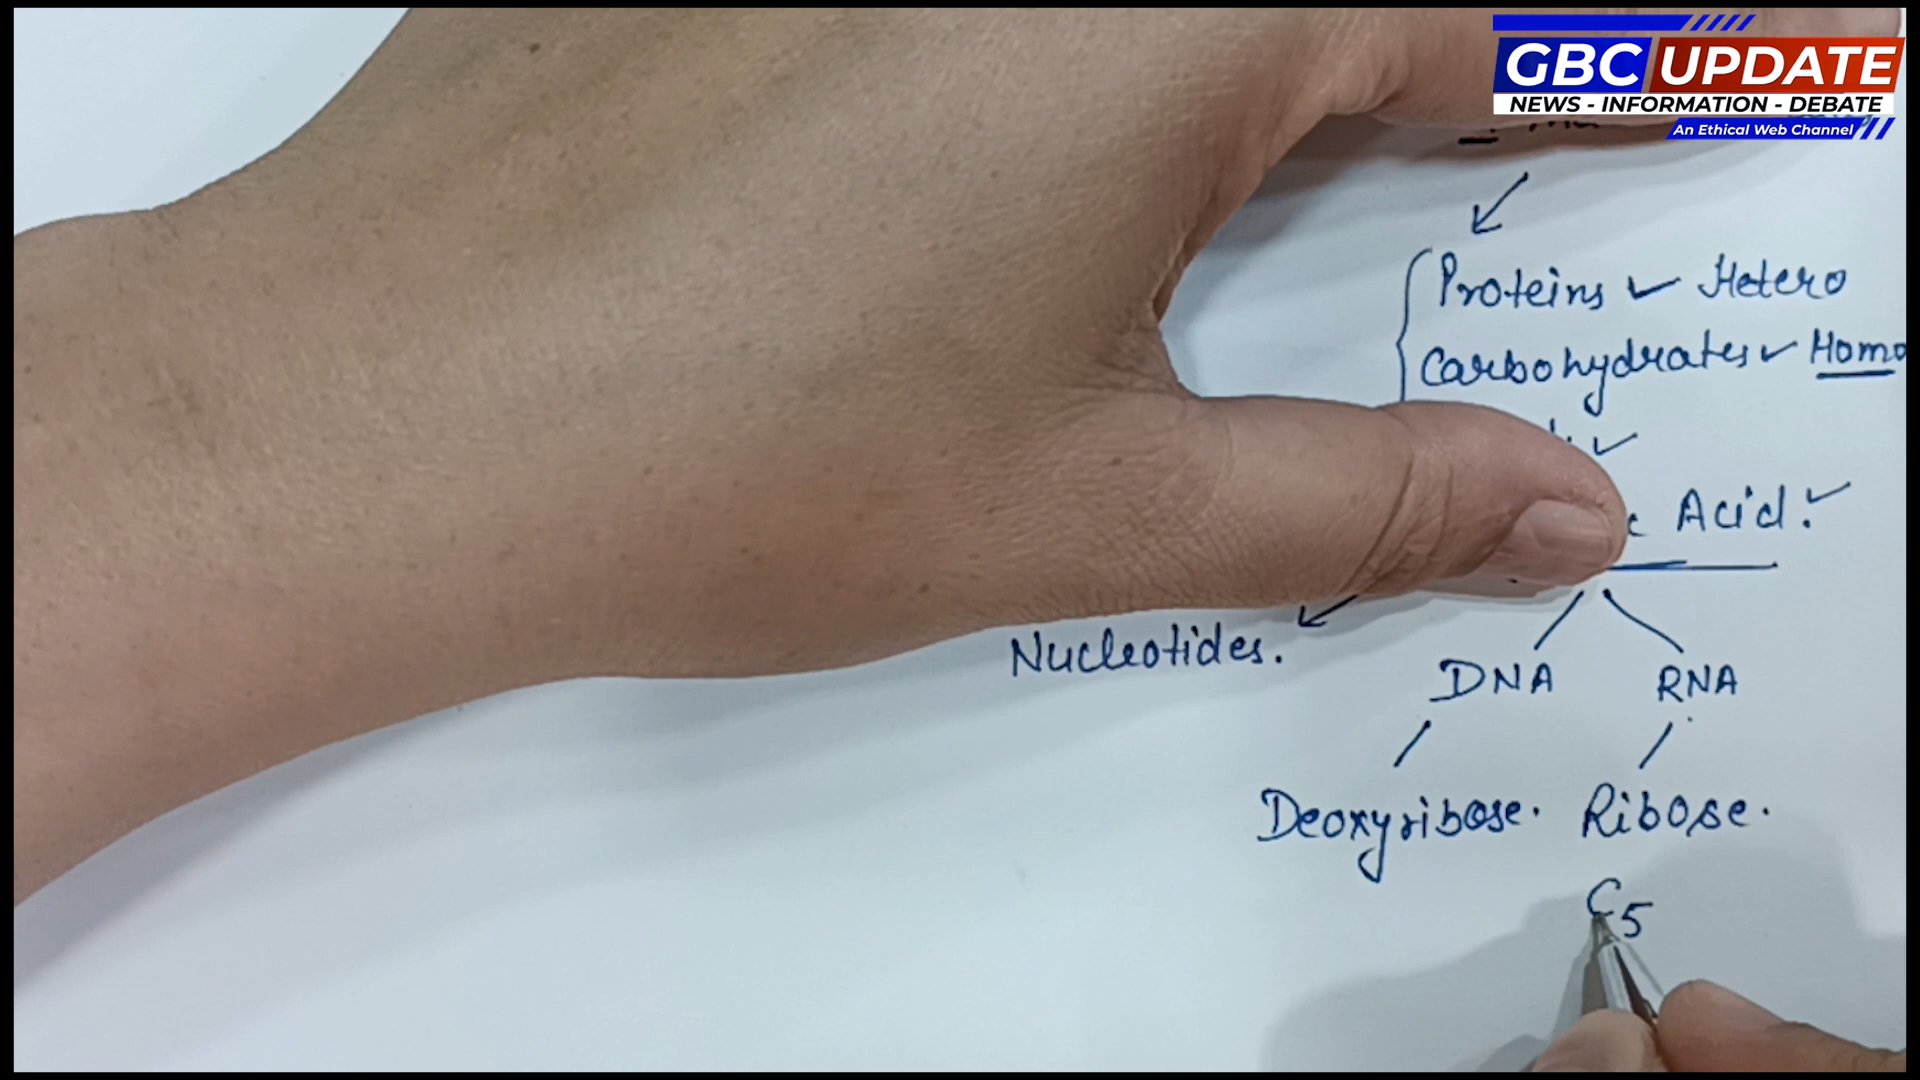 GBC UPDATE
NEWS - INFORMATION - DEBATE
An Ethical Web Channel
Proteins ✓ Hetero
Carbohydrates ✓ Homo
✓
Acid. ✓
Nucleotides.
DNA RNA
Deoxyribose. Ribose.
C5